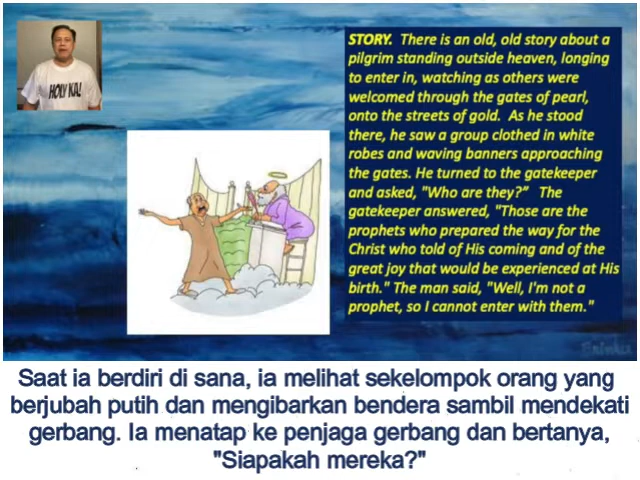 HOLY KA!
STORY. There is an old, old story about a
pilgrim standing outside heaven, longing
to enter in, watching as others were
welcomed through the gates of pearl,
onto the streets of gold. As he stood
there, he saw a group clothed in white
robes and waving banners approaching
the gates. He turned to the gatekeeper
and asked, "Who are they?" The
gatekeeper answered, "Those are the
prophets who prepared the way for the
Christ who told of His coming and of the
great joy that would be experienced at His
birth." The man said, "Well, I'm not a
prophet, so I cannot enter with them."
Saat ia berdiri di sana, ia melihat sekelompok orang yang
berjubah putih dan mengibarkan bendera sambil mendekati
gerbang. Ia menatap ke penjaga gerbang dan bertanya,
"Siapakah mereka?"